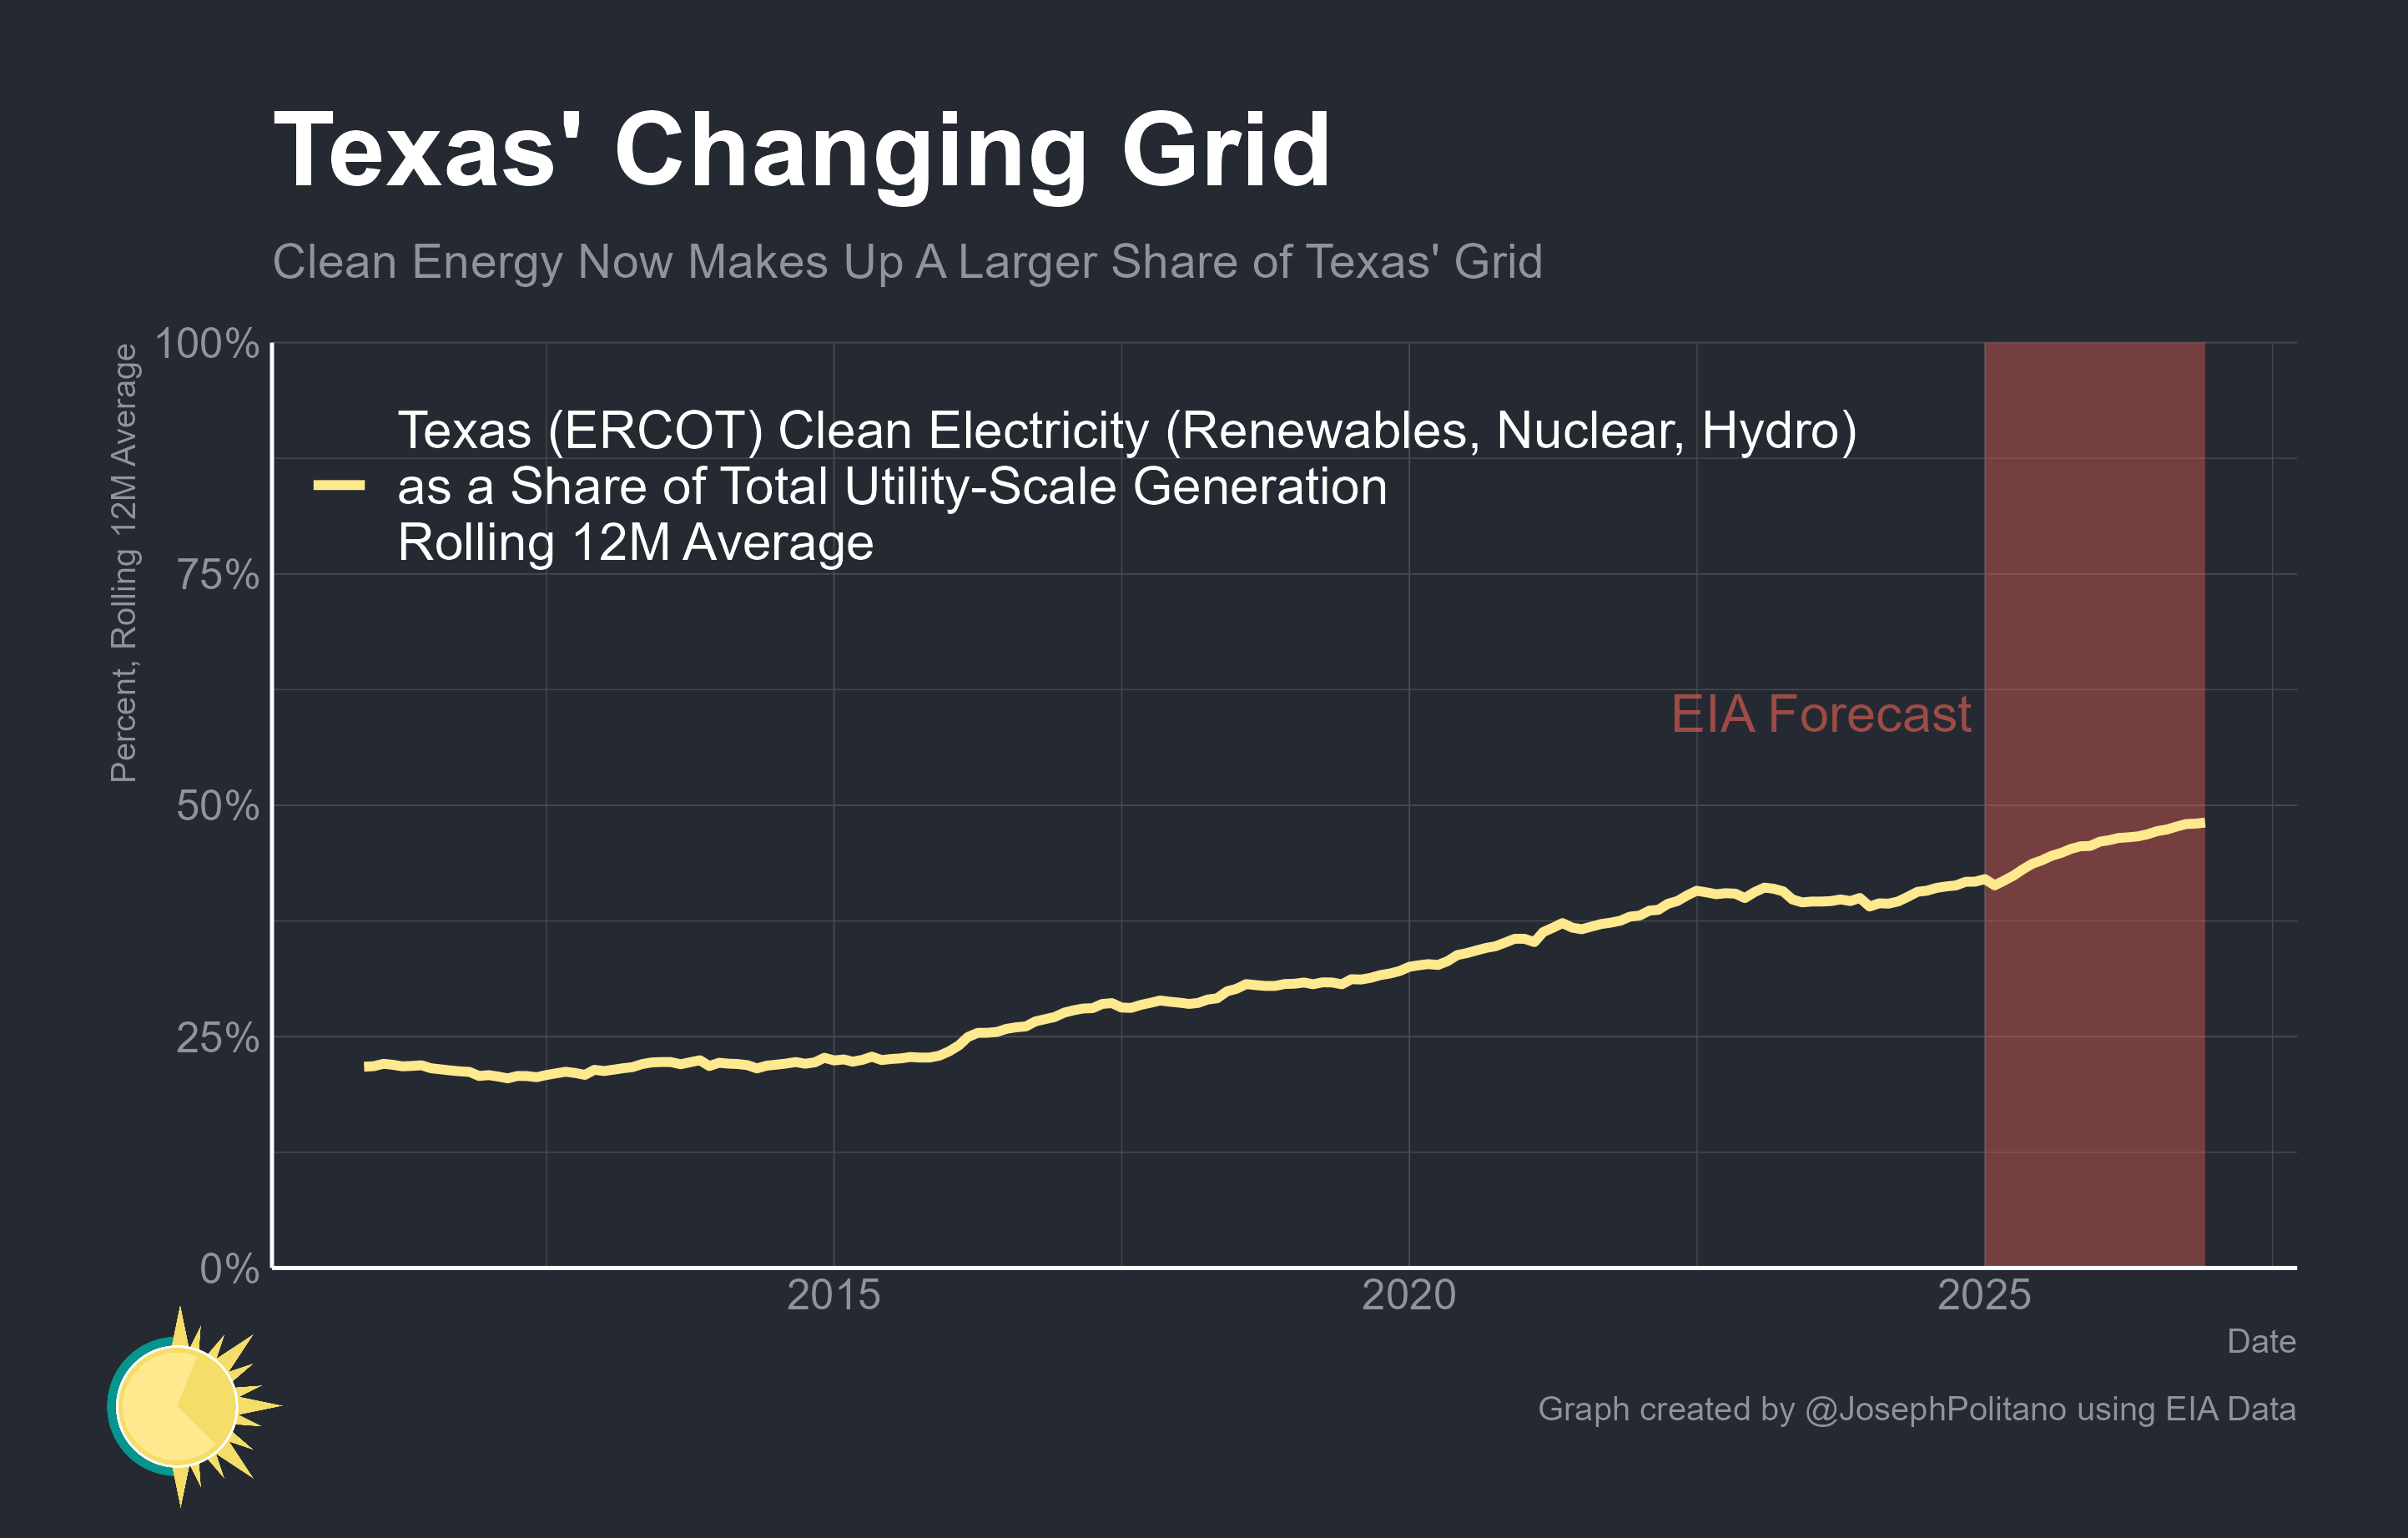 Texas' Changing Grid
Clean Energy Now Makes Up A Larger Share of Texas' Grid
Percent, Rolling 12M Average
100%
75%
50%
25%
0%
Texas (ERCOT) Clean Electricity (Renewables, Nuclear, Hydro)
as a Share of Total Utility-Scale Generation
Rolling 12M Average
EIA Forecast
2015
2020
2025
Date
Graph created by @JosephPolitano using EIA Data